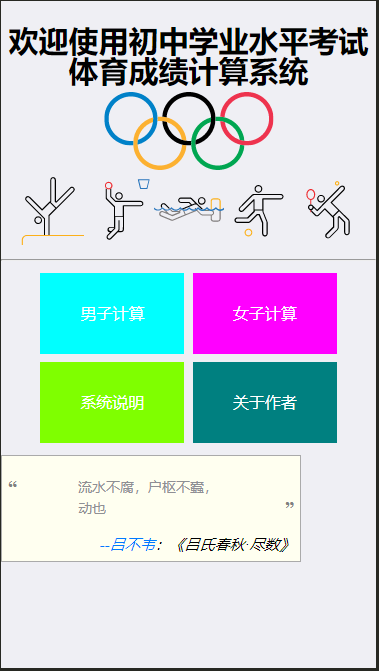 欢迎使用初中学业水平考试
体育成绩计算系统
男子计算
女子计算
系统说明
关于作者
“
流水不腐，户枢不蠹，
动也
”
--吕不韦：《吕氏春秋·尽数》